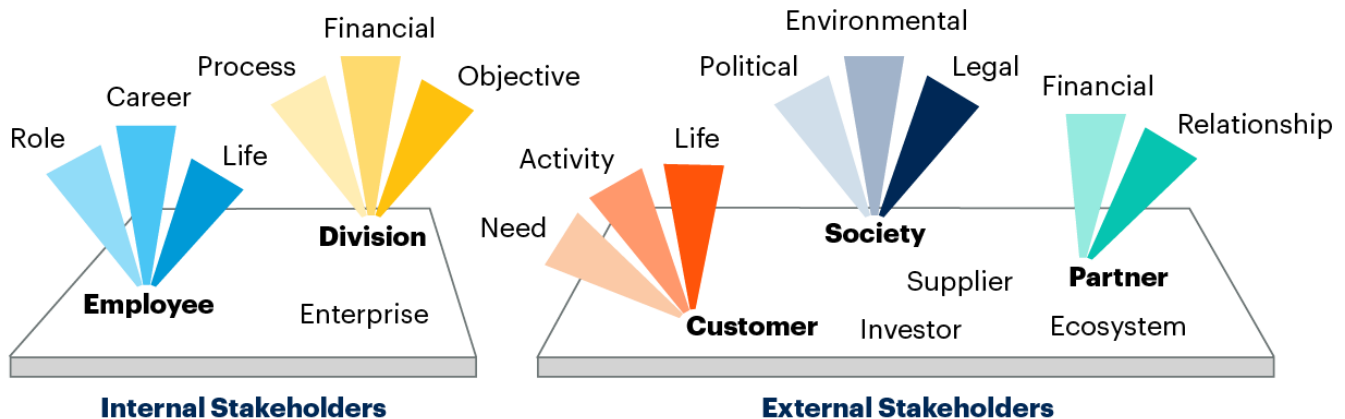 Role
Career
Life
Employee
Process
Financial
Objective
Division
Enterprise
Internal Stakeholders
Need
Activity
Life
Customer
Political
Environmental
Legal
Society
Supplier
Investor
Financial
Relationship
Partner
Ecosystem
External Stakeholders